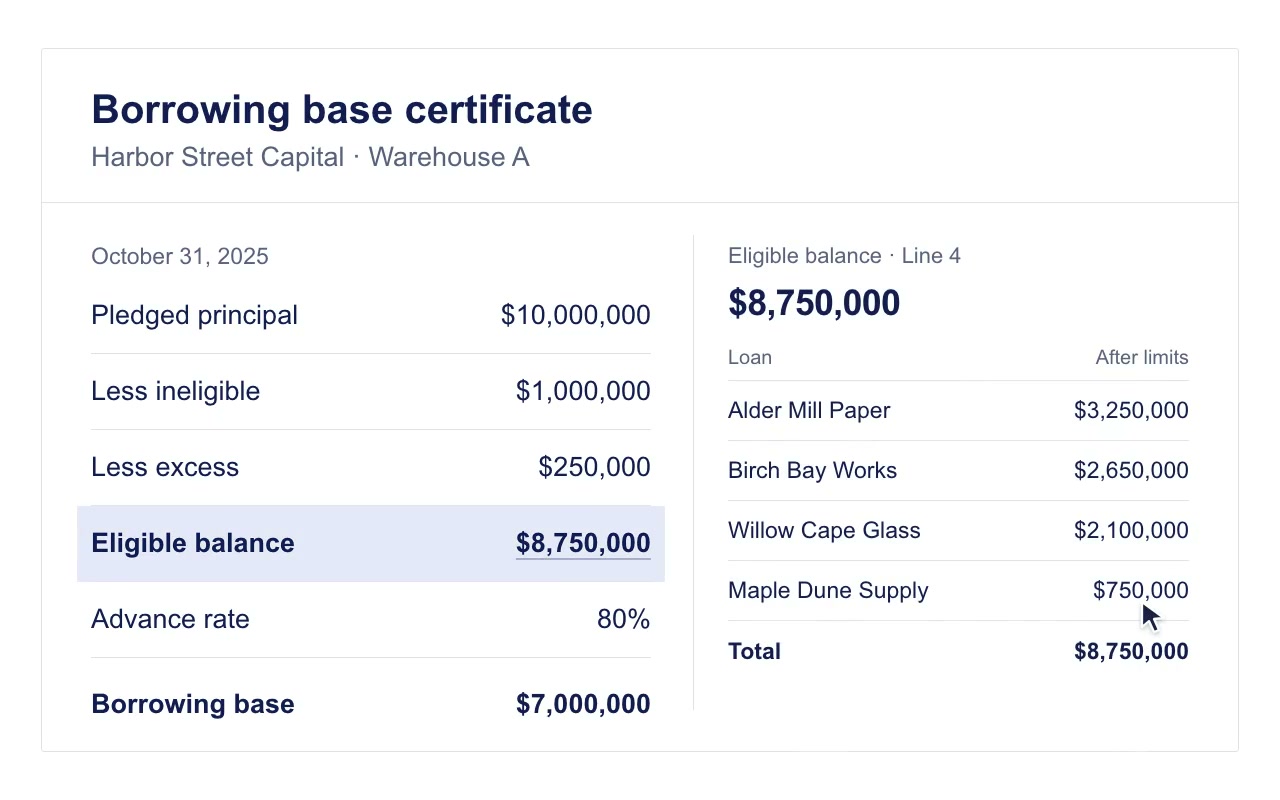 Borrowing base certificate
Harbor Street Capital · Warehouse A
October 31, 2025
Pledged principal $10,000,000
Less ineligible $1,000,000
Less excess $250,000
Eligible balance $8,750,000
Advance rate 80%
Borrowing base $7,000,000
Eligible balance · Line 4
$8,750,000
Loan After limits
Alder Mill Paper $3,250,000
Birch Bay Works $2,650,000
Willow Cape Glass $2,100,000
Maple Dune Supply $750,000
Total $8,750,000